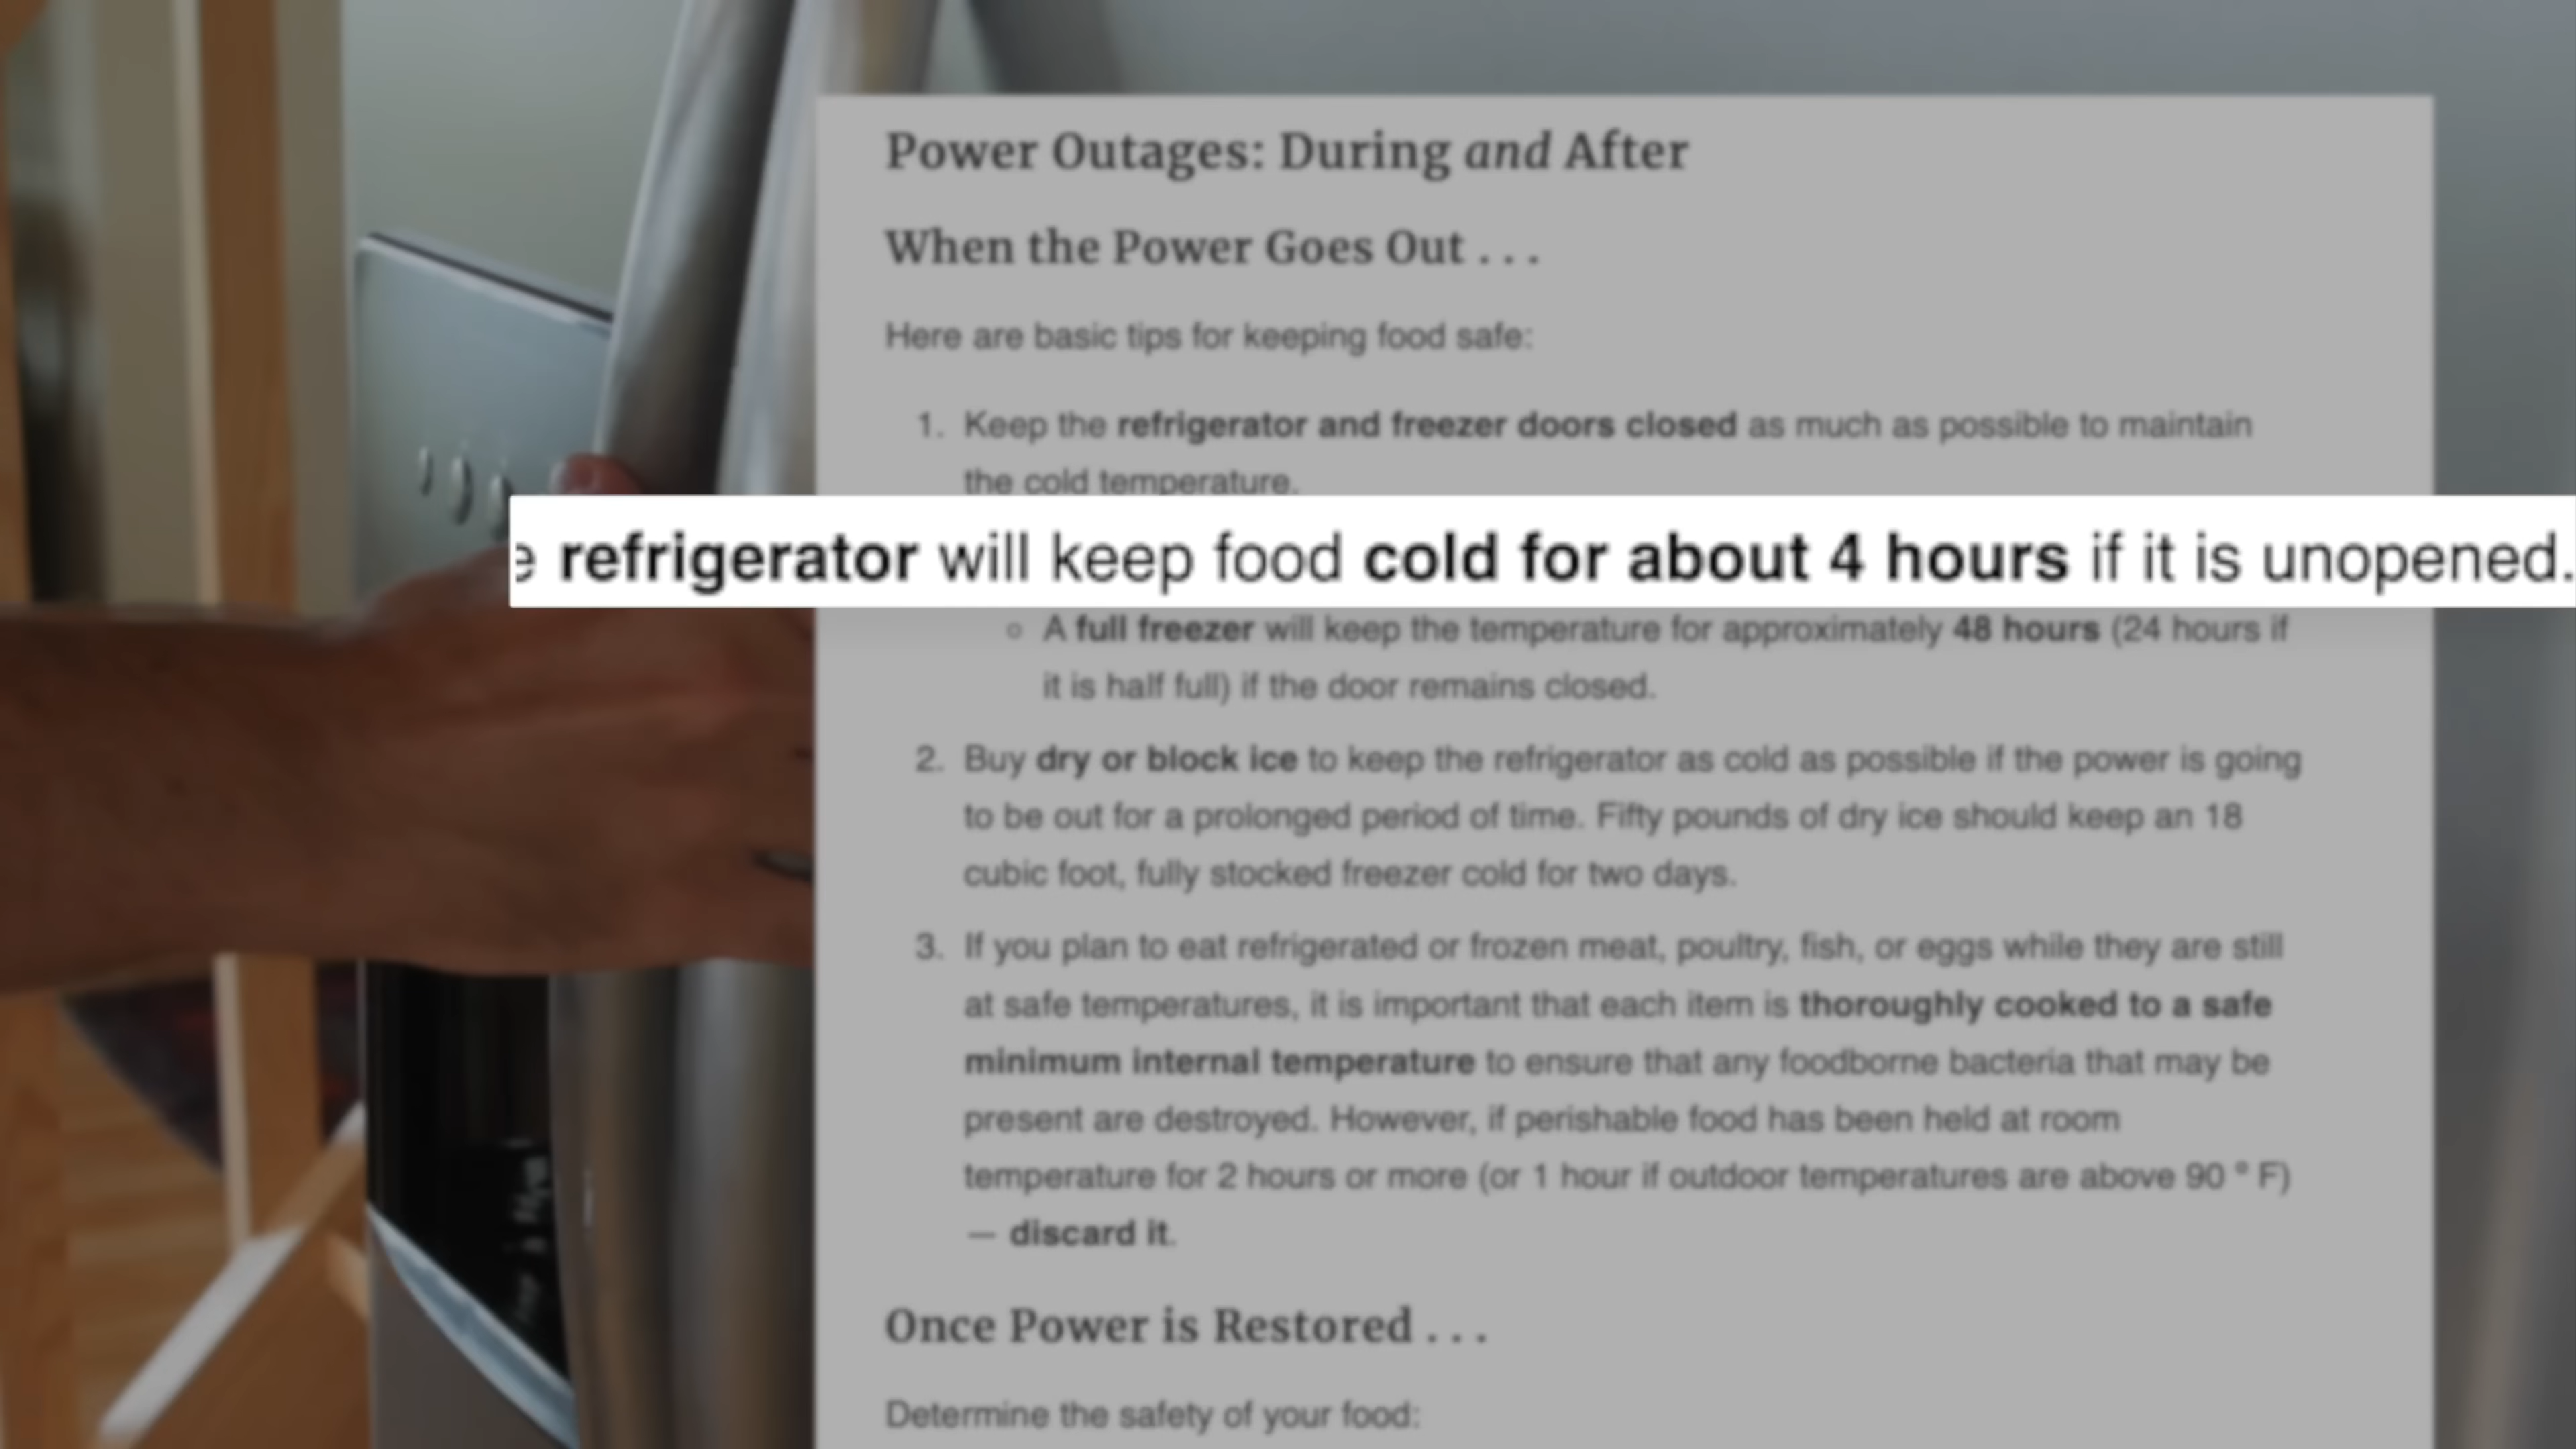 Power Outages: During and After
When the Power Goes Out . . .
Here are basic tips for keeping food safe:
1. Keep the refrigerator and freezer doors closed as much as possible to maintain
the cold temperature.
refrigerator will keep food cold for about 4 hours if it is unopened.
○ A full freezer will keep the temperature for approximately 48 hours (24 hours if
it is half full) if the door remains closed.
2. Buy dry or block ice to keep the refrigerator as cold as possible if the power is going
to be out for a prolonged period of time. Fifty pounds of dry ice should keep an 18
cubic foot, fully stocked freezer cold for two days.
3. If you plan to eat refrigerated or frozen meat, poultry, fish, or eggs while they are still
at safe temperatures, it is important that each item is thoroughly cooked to a safe
minimum internal temperature to ensure that any foodborne bacteria that may be
present are destroyed. However, if perishable food has been held at room
temperature for 2 hours or more (or 1 hour if outdoor temperatures are above 90 ° F)
— discard it.
Once Power is Restored . . .
Determine the safety of your food: